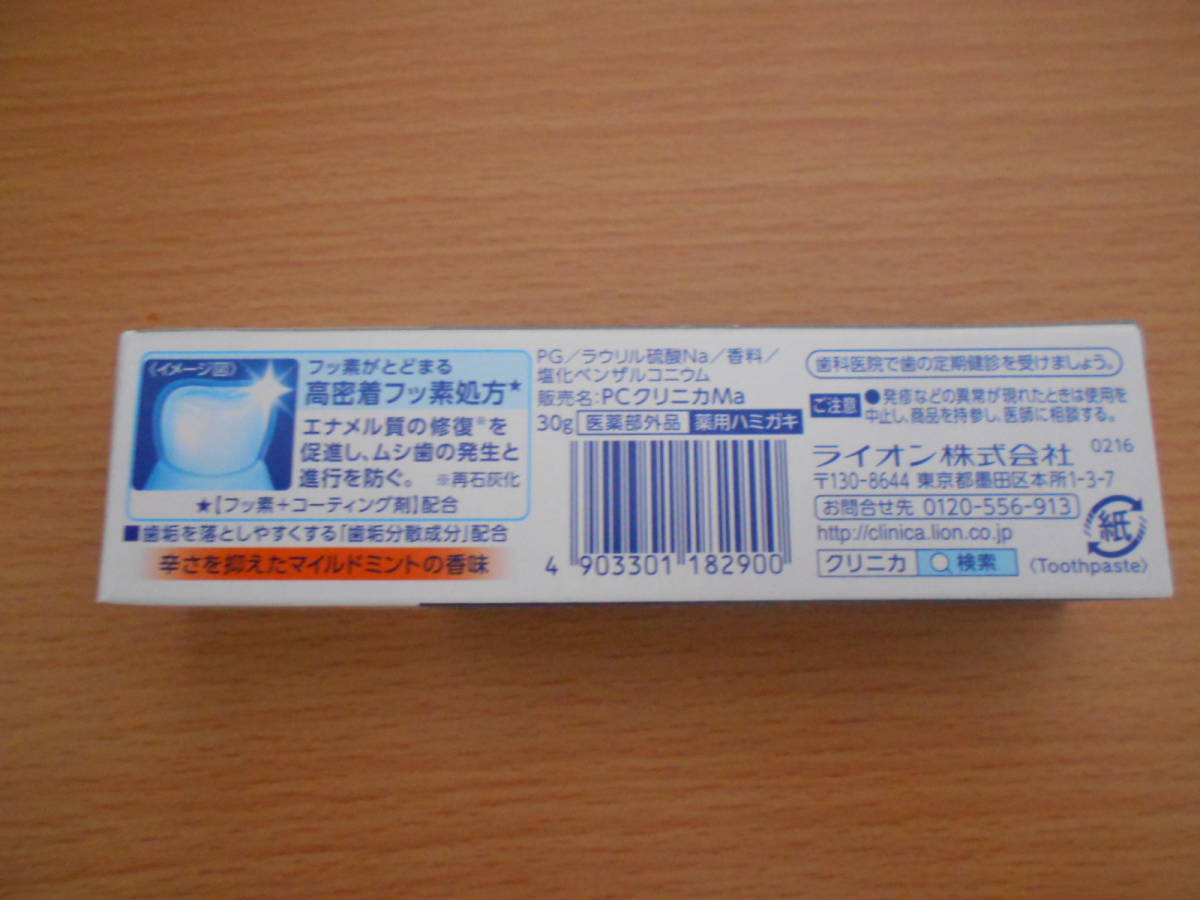 〈イメージ図〉
フッ素がとどまる
高密着フッ素処方★
エナメル質の修復※を
促進し、ムシ歯の発生と
進行を防ぐ。 ※再石灰化
★【フッ素+コーティング剤】配合
■歯垢を落としやすくする「歯垢分散成分」配合
辛さを抑えたマイルドミントの香味
PG/ラウリル硫酸Na/香料/
塩化ベンザルコニウム
販売名:PCクリニカMa
30g 医薬部外品 薬用ハミガキ
4 903301 182900
歯科医院で歯の定期健診を受けましょう。
ご注意 ●発疹などの異常が現れたときは使用を
中止し、商品を持参し、医師に相談する。
ライオン株式会社 0216
〒130-8644 東京都墨田区本所1-3-7
お問合せ先 0120-556-913
http://clinica.lion.co.jp
クリニカ 検索
紙
〈Toothpaste〉